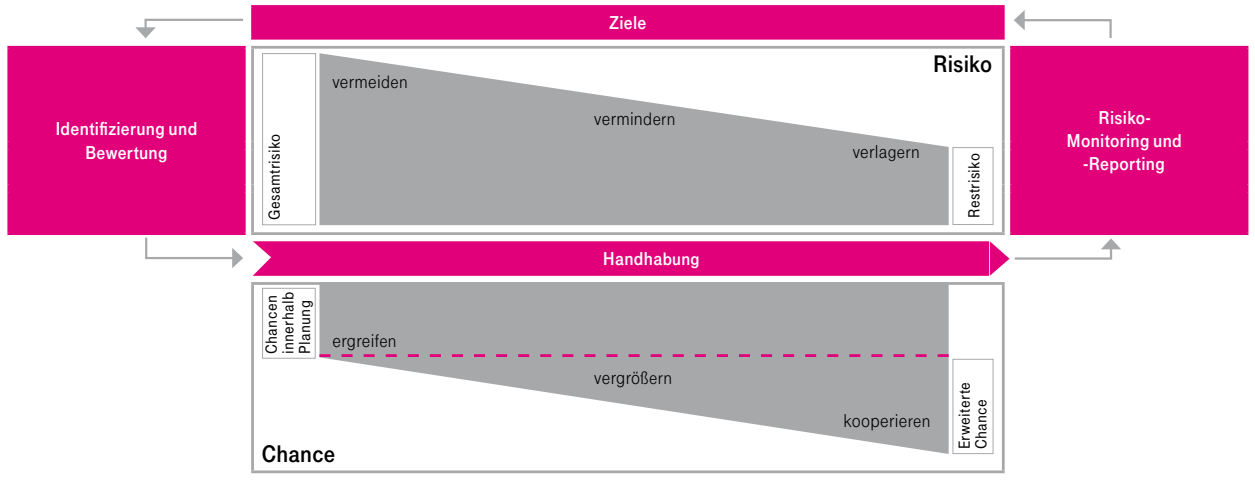 Ziele
Identifizierung und
Bewertung
Risiko
Gesamtrisiko
vermeiden
vermindern
verlagern
Restrisiko
Risiko-
Monitoring und
-Reporting
Handhabung
Chancen
innerhalb
Planung
ergreifen
vergrößern
kooperieren
Erweiterte
Chance
Chance